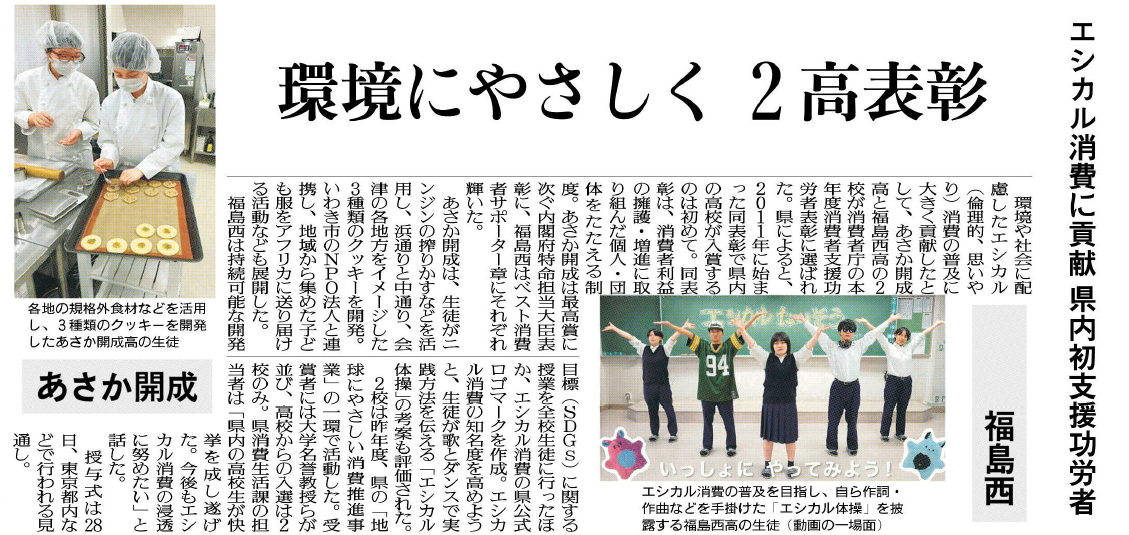 エシカル消費に貢献 県内初支援功労者
環境にやさしく 2高表彰
環境や社会に配
慮したエシカル
（倫理的、思いや
り）消費の普及に
大きく貢献したと
して、あさか開成
高と福島西高の2
校が消費者庁の本
年度消費者支援功
労者表彰に選ばれ
た。県によると、
2011年に始ま
った同表彰で県内
の高校が入賞する
のは初めて。同表
彰は、消費者利益
の擁護・増進に取
り組んだ個人・団
体をたたえる制
度。あさか開成は最高賞に
次ぐ内閣府特命担当大臣表
彰に、福島西はベスト消費
者サポーター章にそれぞれ
輝いた。
あさか開成は、生徒がニ
ンジンの搾りかすなどを活
用し、浜通りと中通り、会
津の各地方をイメージした
3種類のクッキーを開発。
いわき市のNPO法人と連
携し、地域から集めた子ど
も服をアフリカに送り届け
る活動なども展開した。
福島西は持続可能な開発
目標（SDGS）に関する
授業を全校生徒に行ったほ
か、エシカル消費の県公式
ロゴマークを作成。エシカ
ル消費の知名度を高めよう
と、生徒が歌とダンスで実
践方法を伝える「エシカル
体操」の考案も評価された。
2校は昨年度、県の「地
球にやさしい消費推進事
業」の一環で活動した。受
賞者には大学名誉教授らが
並び、高校からの入選は2
校のみ。県消費生活課の担
当者は「県内の高校生が快
挙を成し遂げ
た。今後もエシ
カル消費の浸透
に努めたい」と
話した。
授与式は28
日、東京都内な
どで行われる見
通し。
各地の規格外食材などを活用
し、3種類のクッキーを開発
したあさか開成高の生徒
あさか開成
エシカルたいそう
94
いっしょに やってみよう！
エシカル消費の普及を目指し、自ら作詞・
作曲などを手掛けた「エシカル体操」を披
露する福島西高の生徒（動画の一場面）
福島西